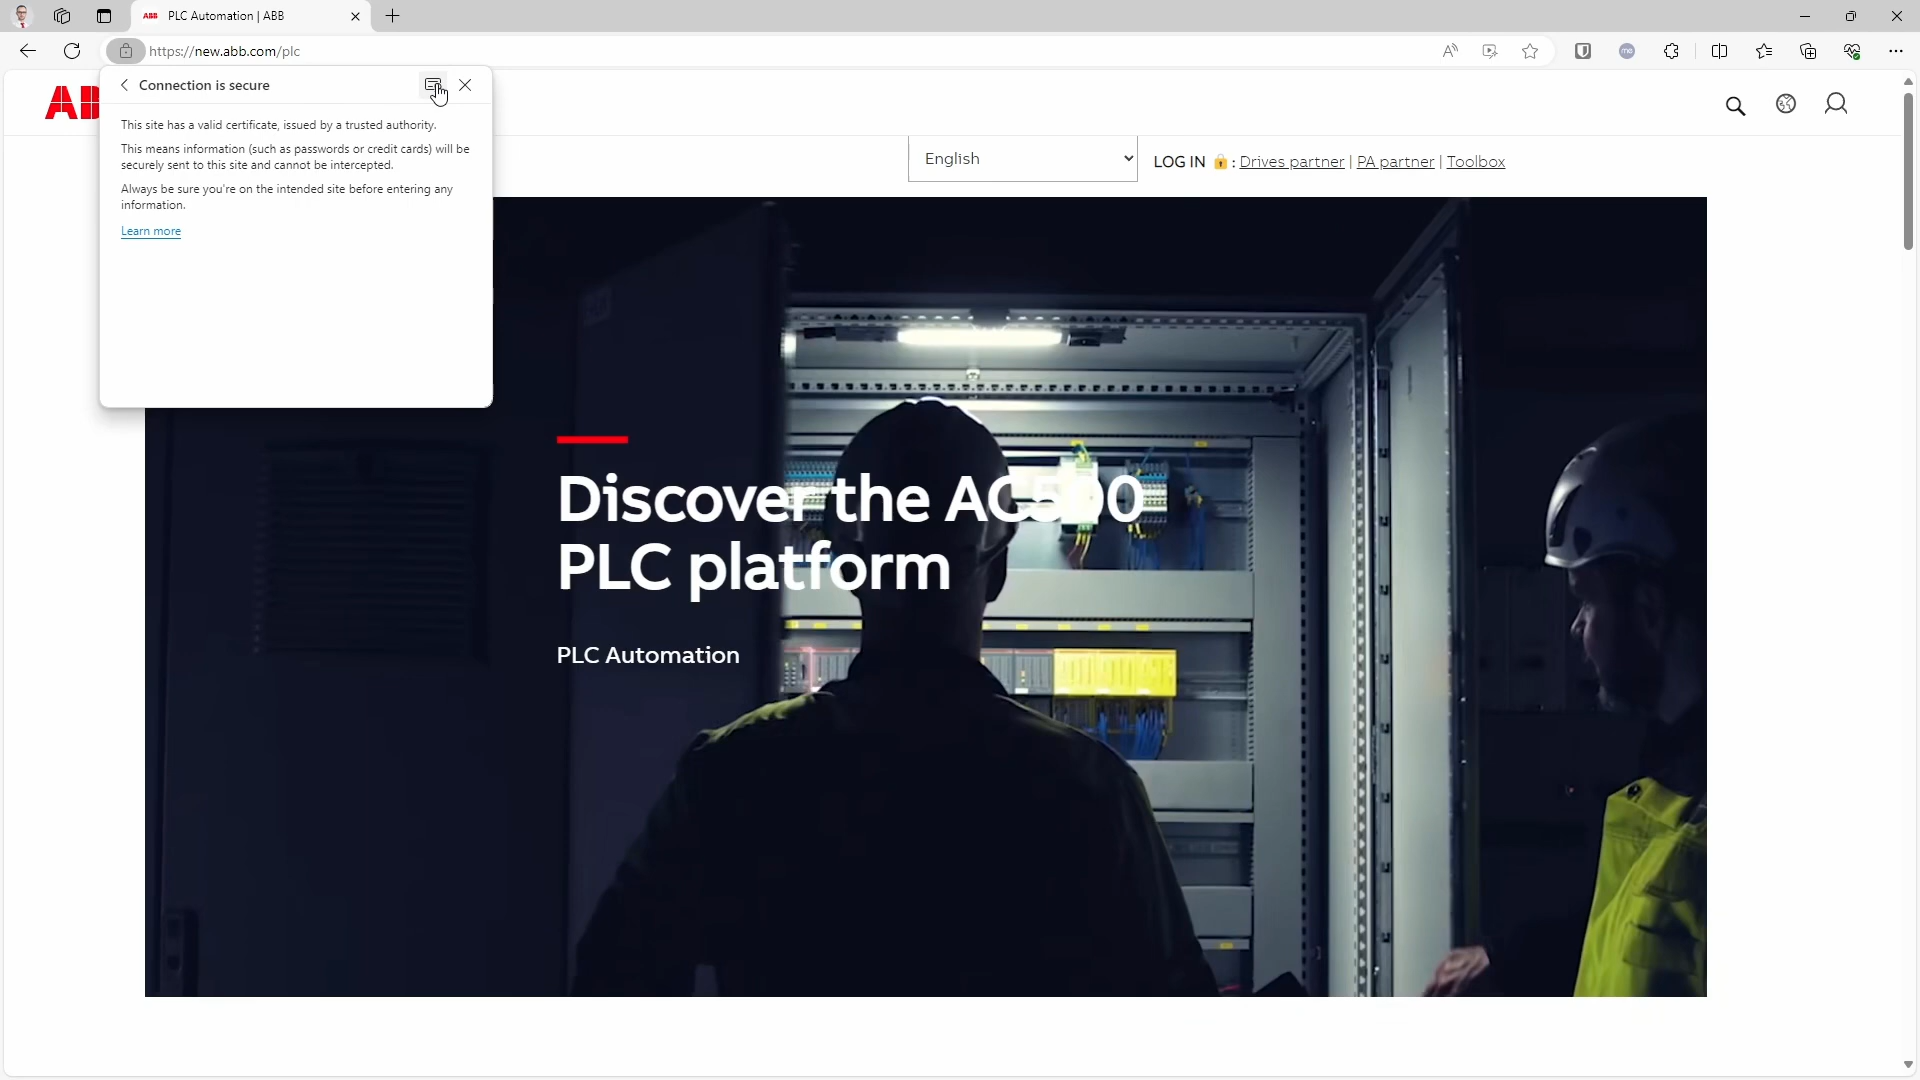 PLC Automation | ABB
https://new.abb.com/plc
Connection is secure
This site has a valid certificate, issued by a trusted authority.
This means information (such as passwords or credit cards) will be
securely sent to this site and cannot be intercepted.
Always be sure you're on the intended site before entering any
information.
Learn more
English
LOG IN 🔒: Drives partner | PA partner | Toolbox
Discover the AC500
PLC platform
PLC Automation